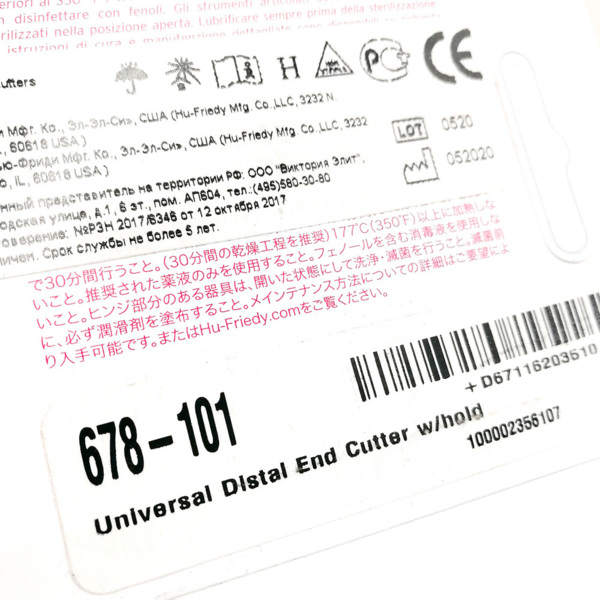 disinfettare con fenoli. Gli strumenti
sterilizzati nella posizione aperta. Lubrificare sempre prima della sterilizzazione
istruzioni di cura e manutenzione dettagliate sono disponibili su
utters
H
CE
и Мфг. Ко., Эл-Эл-Си», США (Hu-Friedy Mfg. Co.,LLC, 3232 N.
, 60618 USA )
ью-Фриди Мфг. Ко., Эл-Эл-Си», США (Hu-Friedy Mfg. Co.,LLC, 3232
o, IL, 60618 USA)
нный представитель на территории РФ: ООО "Виктория Элит",
одская улица, д.1, 6 эт., пом. АП604, тел.:(495)580-30-60
оверение: №РЗН 2017/6346 от 12 октября 2017
ничем. Срок службы не более 5 лет.
LOT 0520
052020
で30分間行うこと。（30分間の乾燥工程を推奨）177℃（350℉）以上に加熱しな
いこと。推奨された薬液のみを使用すること。フェノールを含む消毒液を使用しな
いこと。ヒンジ部分のある器具は、開いた状態にして洗浄・滅菌を行うこと。滅菌前
に、必ず潤滑剤を塗布すること。メインテナンス方法についての詳細はご要望によ
り入手可能です。またはHu-Friedy.comをご覧ください。
+D67116203610
678-101
Universal Distal End Cutter w/hold
100002356107